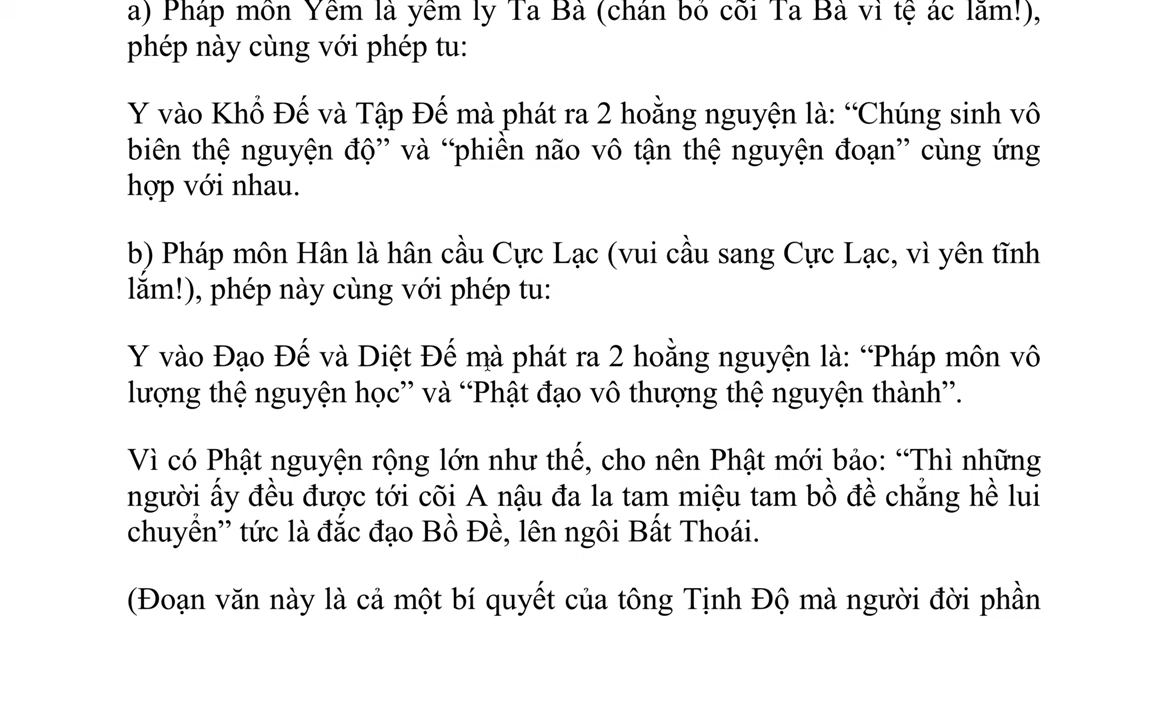 a) Pháp môn Yểm là yểm ly Ta Bà (chán bỏ cõi Ta Bà vì tệ ác lắm!),
phép này cùng với phép tu:
Y vào Khổ Đế và Tập Đế mà phát ra 2 hoằng nguyện là: “Chúng sinh vô
biên thệ nguyện độ” và “phiền não vô tận thệ nguyện đoạn” cùng ứng
hợp với nhau.
b) Pháp môn Hân là hân cầu Cực Lạc (vui cầu sang Cực Lạc, vì yên tĩnh
lắm!), phép này cùng với phép tu:
Y vào Đạo Đế và Diệt Đế mà phát ra 2 hoằng nguyện là: “Pháp môn vô
lượng thệ nguyện học” và “Phật đạo vô thượng thệ nguyện thành”.
Vì có Phật nguyện rộng lớn như thế, cho nên Phật mới bảo: “Thì những
người ấy đều được tới cõi A nậu đa la tam miệu tam bồ đề chẳng hề lui
chuyển” tức là đắc đạo Bồ Đề, lên ngôi Bất Thoái.
(Đoạn văn này là cả một bí quyết của tông Tịnh Độ mà người đời phần